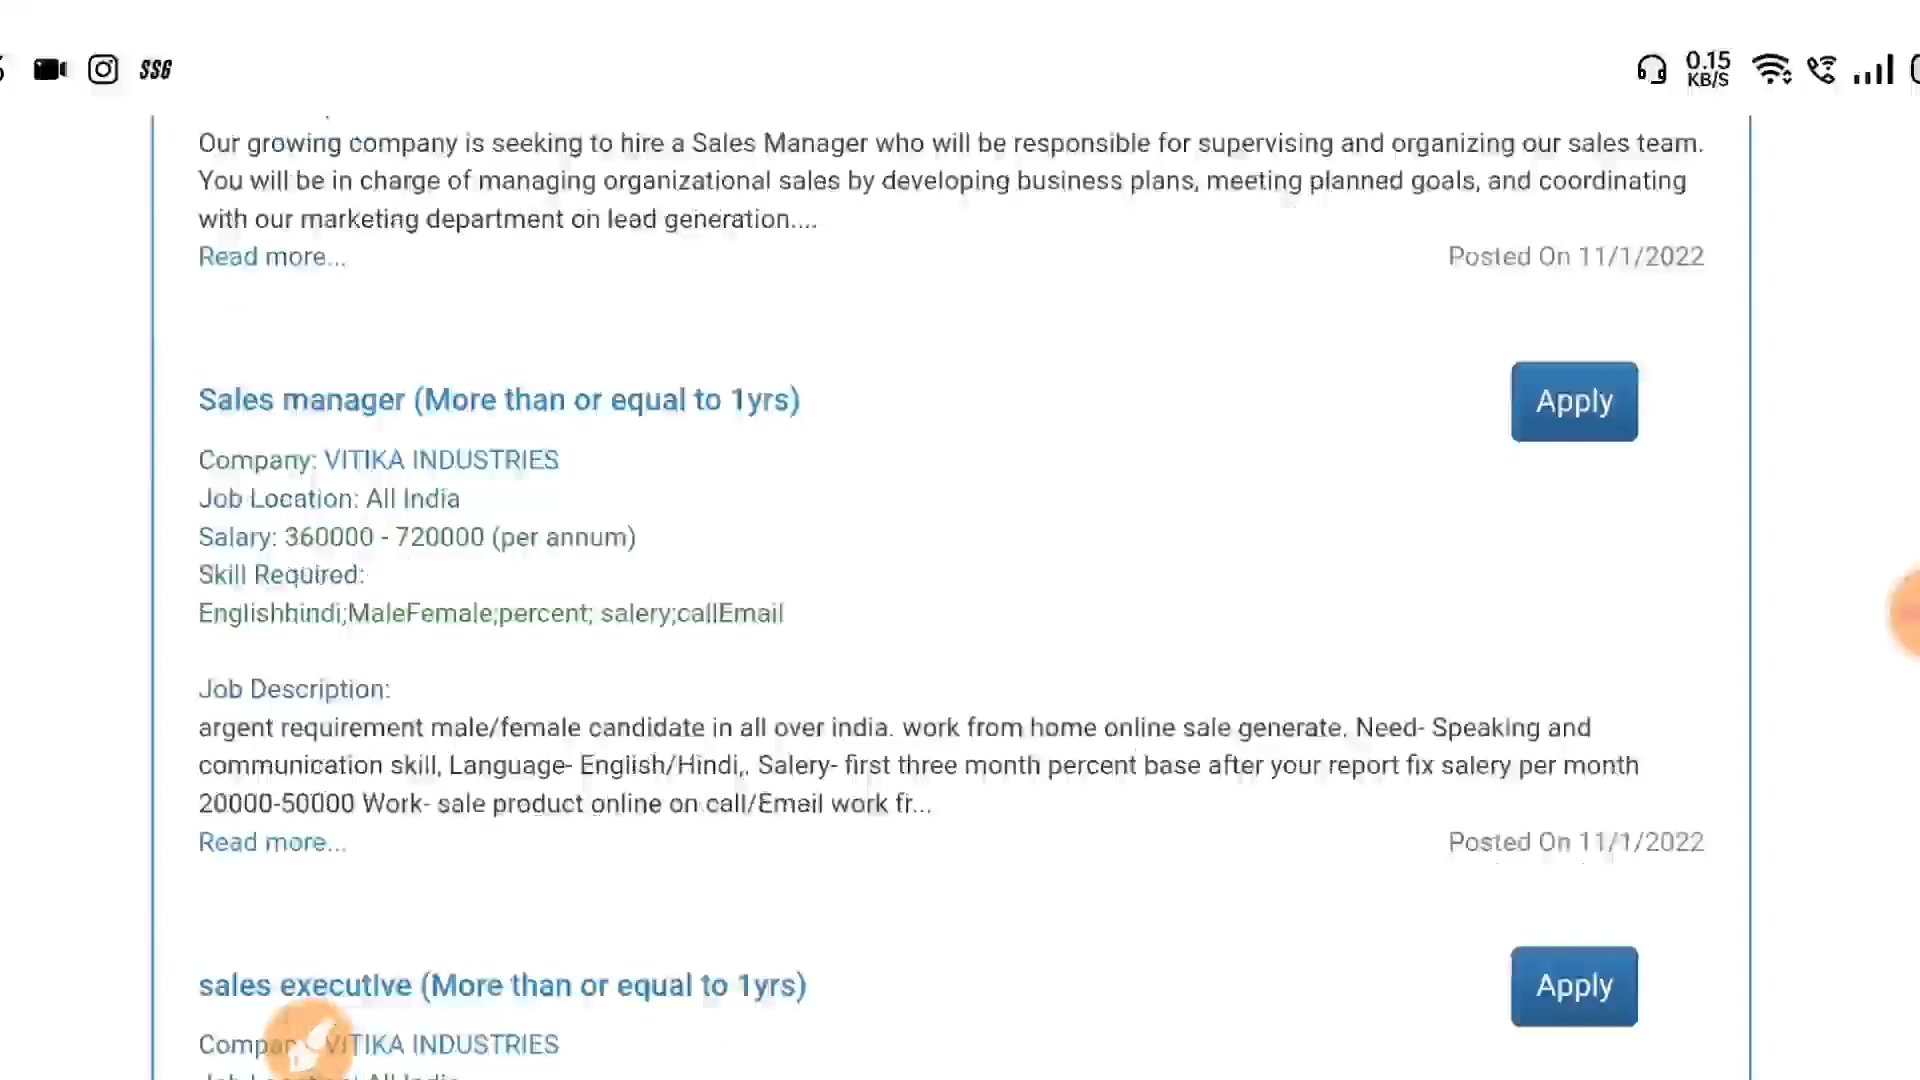 SSG
0.15
KB/S
Our growing company is seeking to hire a Sales Manager who will be responsible for supervising and organizing our sales team.
You will be in charge of managing organizational sales by developing business plans, meeting planned goals, and coordinating
with our marketing department on lead generation....
Read more...
Posted On 11/1/2022
Sales manager (More than or equal to 1yrs)
Apply
Company: VITIKA INDUSTRIES
Job Location: All India
Salary: 360000 - 720000 (per annum)
Skill Required:
Englishhindi;MaleFemale;percent; salery;callEmail
Job Description:
argent requirement male/female candidate in all over india. work from home online sale generate. Need- Speaking and
communication skill, Language- English/Hindi,. Salery- first three month percent base after your report fix salery per month
20000-50000 Work- sale product online on call/Email work fr...
Read more...
Posted On 11/1/2022
sales executive (More than or equal to 1yrs)
Apply
VITIKA INDUSTRIES